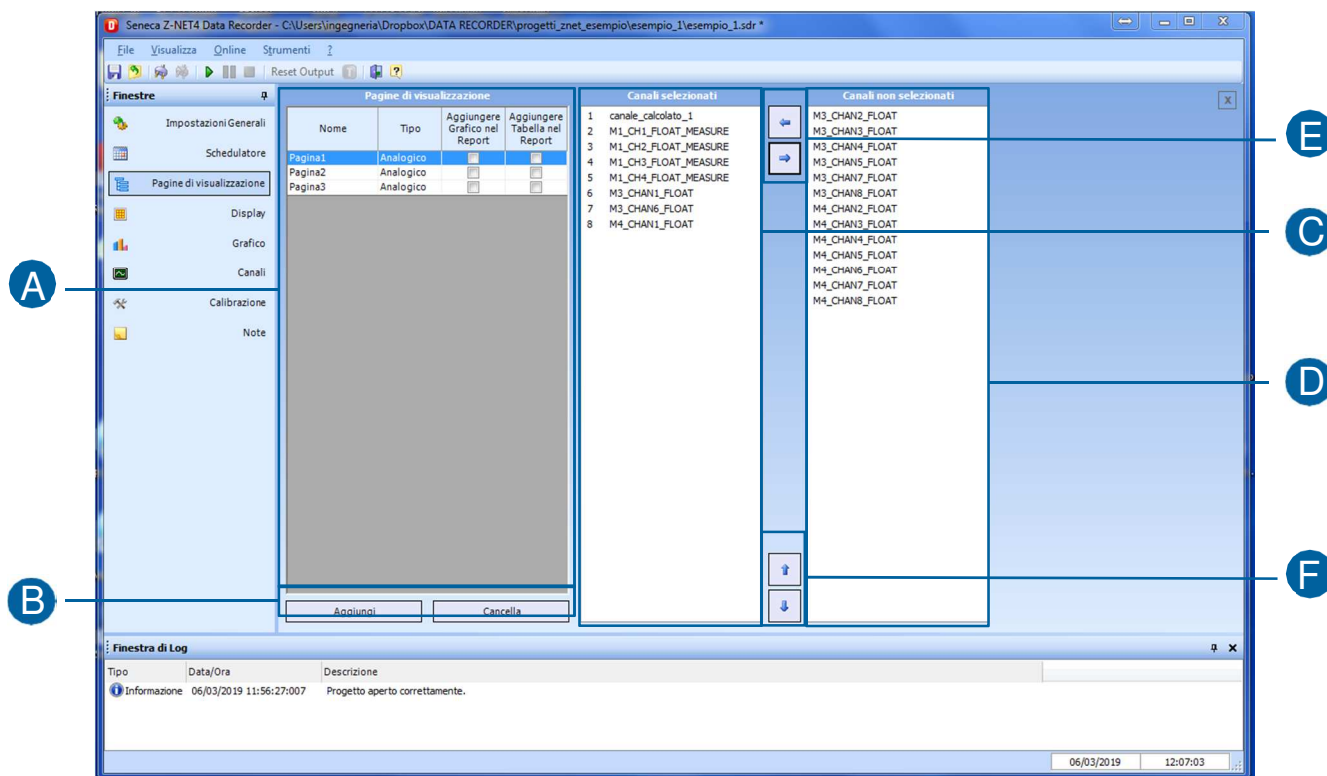 Seneca Z-NET4 Data Recorder - C:\Users\ingegneria\Dropbox\DATA RECORDER\progetti_znet_esempio\esempio_1\esempio_1.sdr *
File Visualizza Online Strumenti ?
Reset Output
Finestre
Impostazioni Generali
Schedulatore
Pagine di visualizzazione
Display
Grafico
Canali
Calibrazione
Note
Pagine di visualizzazione
Nome Tipo Aggiungere Grafico nel Report Aggiungere Tabella nel Report
Pagina1 Analogico
Pagina2 Analogico
Pagina3 Analogico
Aggiungi Cancella
Canali selezionati
1 canale_calcolato_1
2 M1_CH1_FLOAT_MEASURE
3 M1_CH2_FLOAT_MEASURE
4 M1_CH3_FLOAT_MEASURE
5 M1_CH4_FLOAT_MEASURE
6 M3_CHAN1_FLOAT
7 M3_CHAN6_FLOAT
8 M4_CHAN1_FLOAT
Canali non selezionati
X
M3_CHAN2_FLOAT
M3_CHAN3_FLOAT
M3_CHAN4_FLOAT
M3_CHAN5_FLOAT
M3_CHAN7_FLOAT
M3_CHAN8_FLOAT
M4_CHAN2_FLOAT
M4_CHAN3_FLOAT
M4_CHAN4_FLOAT
M4_CHAN5_FLOAT
M4_CHAN6_FLOAT
M4_CHAN7_FLOAT
M4_CHAN8_FLOAT
A
B
E
C
D
F
Finestra di Log
Tipo Data/Ora Descrizione
Informazione 06/03/2019 11:56:27:007 Progetto aperto correttamente.
06/03/2019 12:07:03